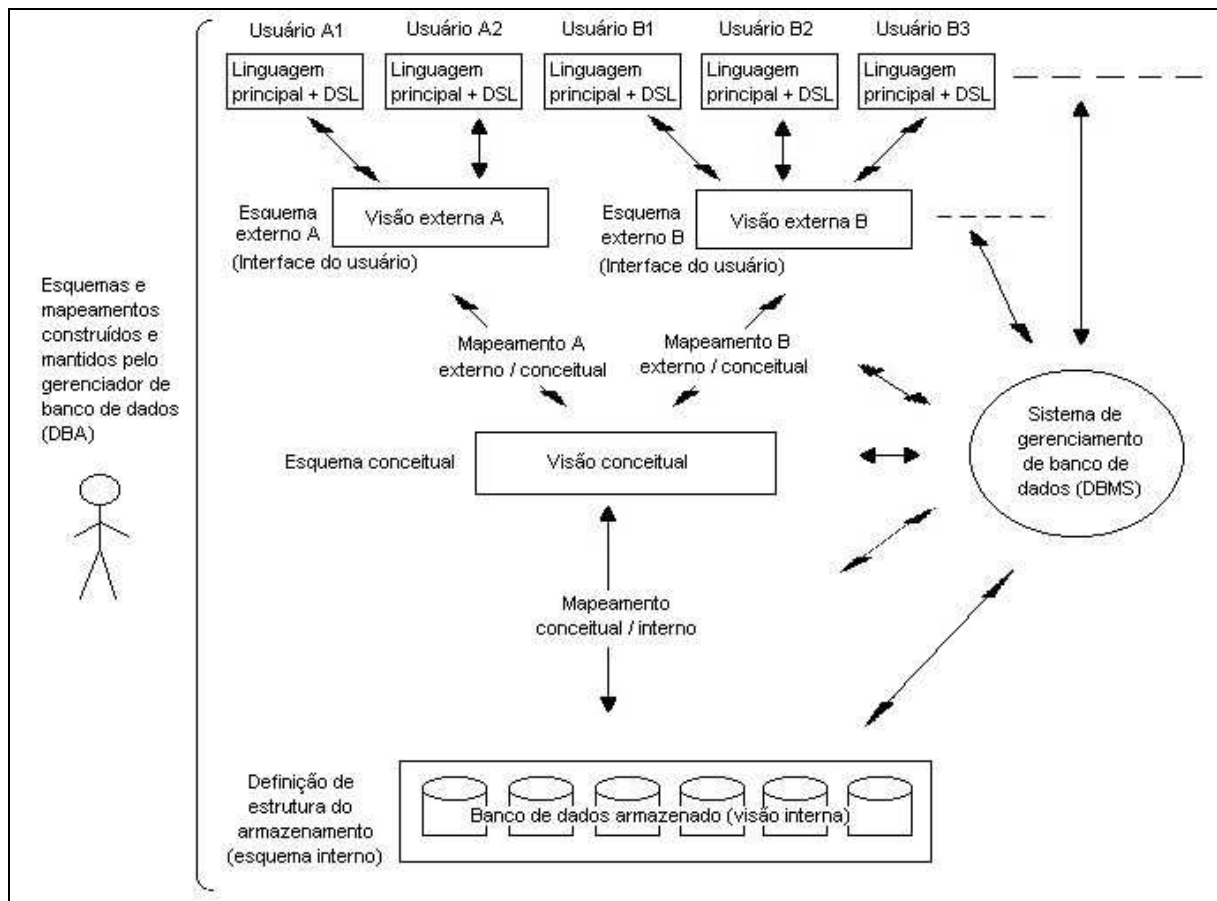 Usuário A1
Usuário A2
Usuário B1
Usuário B2
Usuário B3
Linguagem
principal + DSL
Linguagem
principal + DSL
Linguagem
principal + DSL
Linguagem
principal + DSL
Linguagem
principal + DSL
Esquema
externo A
(Interface do usuário)
Visão externa A
Esquema
externo B
(Interface do usuário)
Visão externa B
Esquemas e
mapeamentos
construídos e
mantidos pelo
gerenciador de
banco de dados
(DBA)
Mapeamento A
externo / conceitual
Mapeamento B
externo / conceitual
Sistema de
gerenciamento
de banco de
dados (DBMS)
Esquema conceitual
Visão conceitual
Mapeamento
conceitual / interno
Definição de
estrutura do
armazenamento
(esquema interno)
Banco de dados armazenado (visão interna)